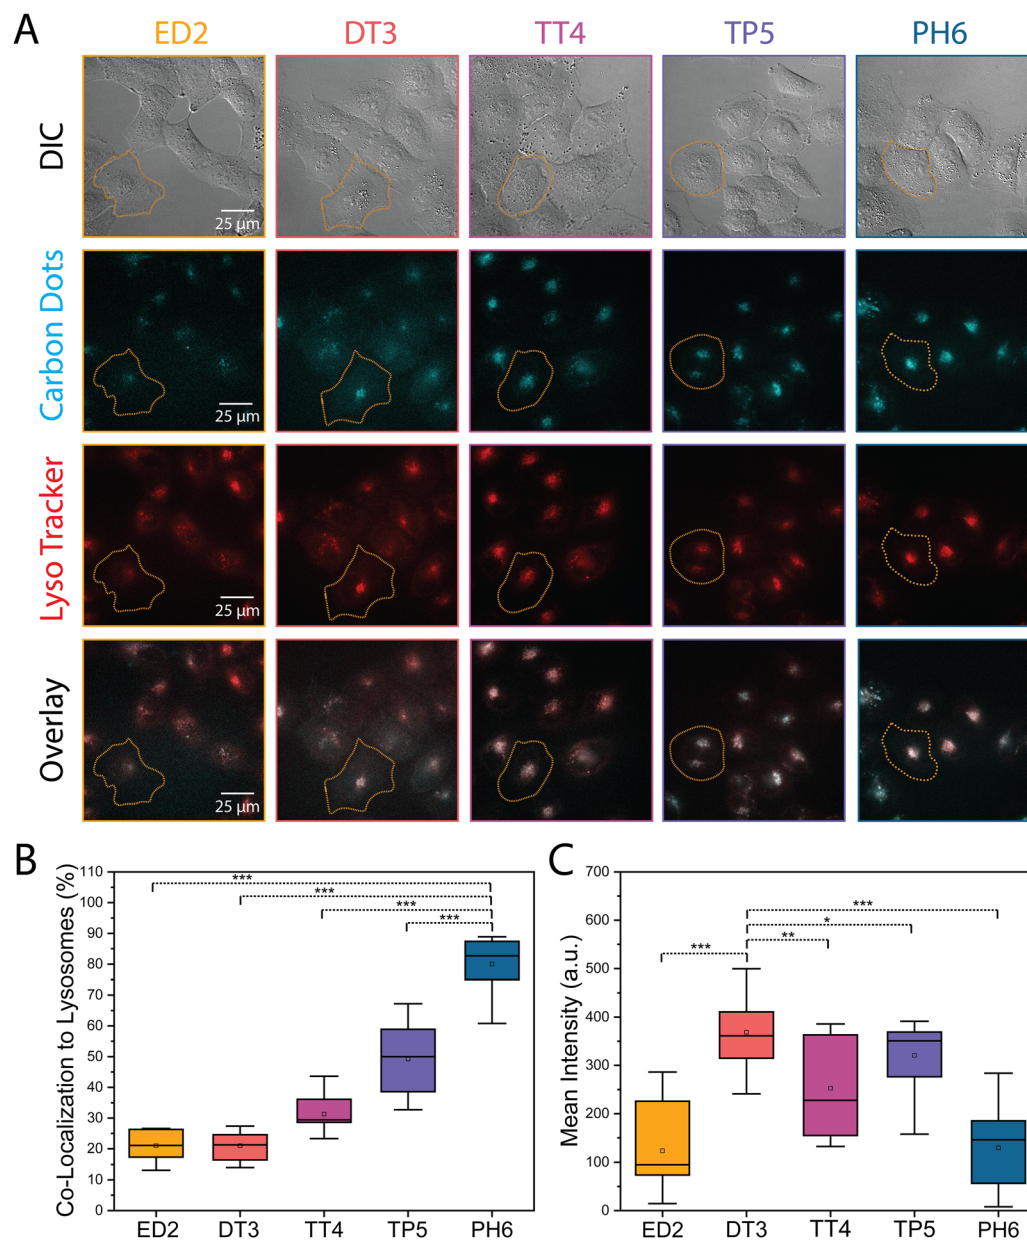 A
ED2 DT3 TT4 TP5 PH6
DIC
25 µm
Carbon Dots
25 µm
Lyso Tracker
25 µm
Overlay
25 µm
B
Co-Localization to Lysosomes (%)
110
100
90
80
70
60
50
40
30
20
10
0
***
***
***
***
ED2 DT3 TT4 TP5 PH6
C
Mean Intensity (a.u.)
700
600
500
400
300
200
100
0
***
*
**
***
ED2 DT3 TT4 TP5 PH6